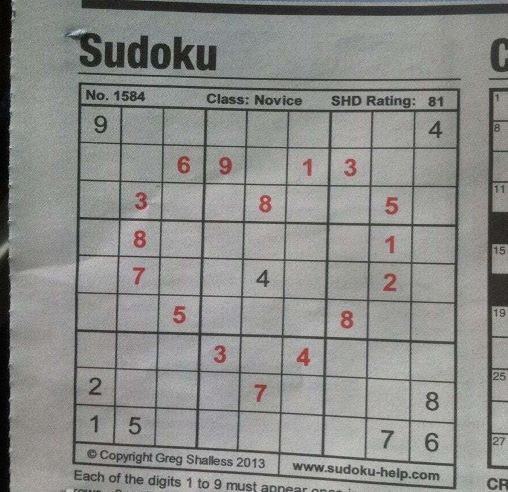 Sudoku
No. 1584 Class: Novice SHD Rating: 81
9 4
6 9 1 3
3 8 5
8 1
7 4 2
5 8
3 4
2 7 8
1 5 7 6
© Copyright Greg Shalless 2013 www.sudoku-help.com
Each of the digits 1 to 9 must appear once
C
1
8
11
15
19
25
27
CR